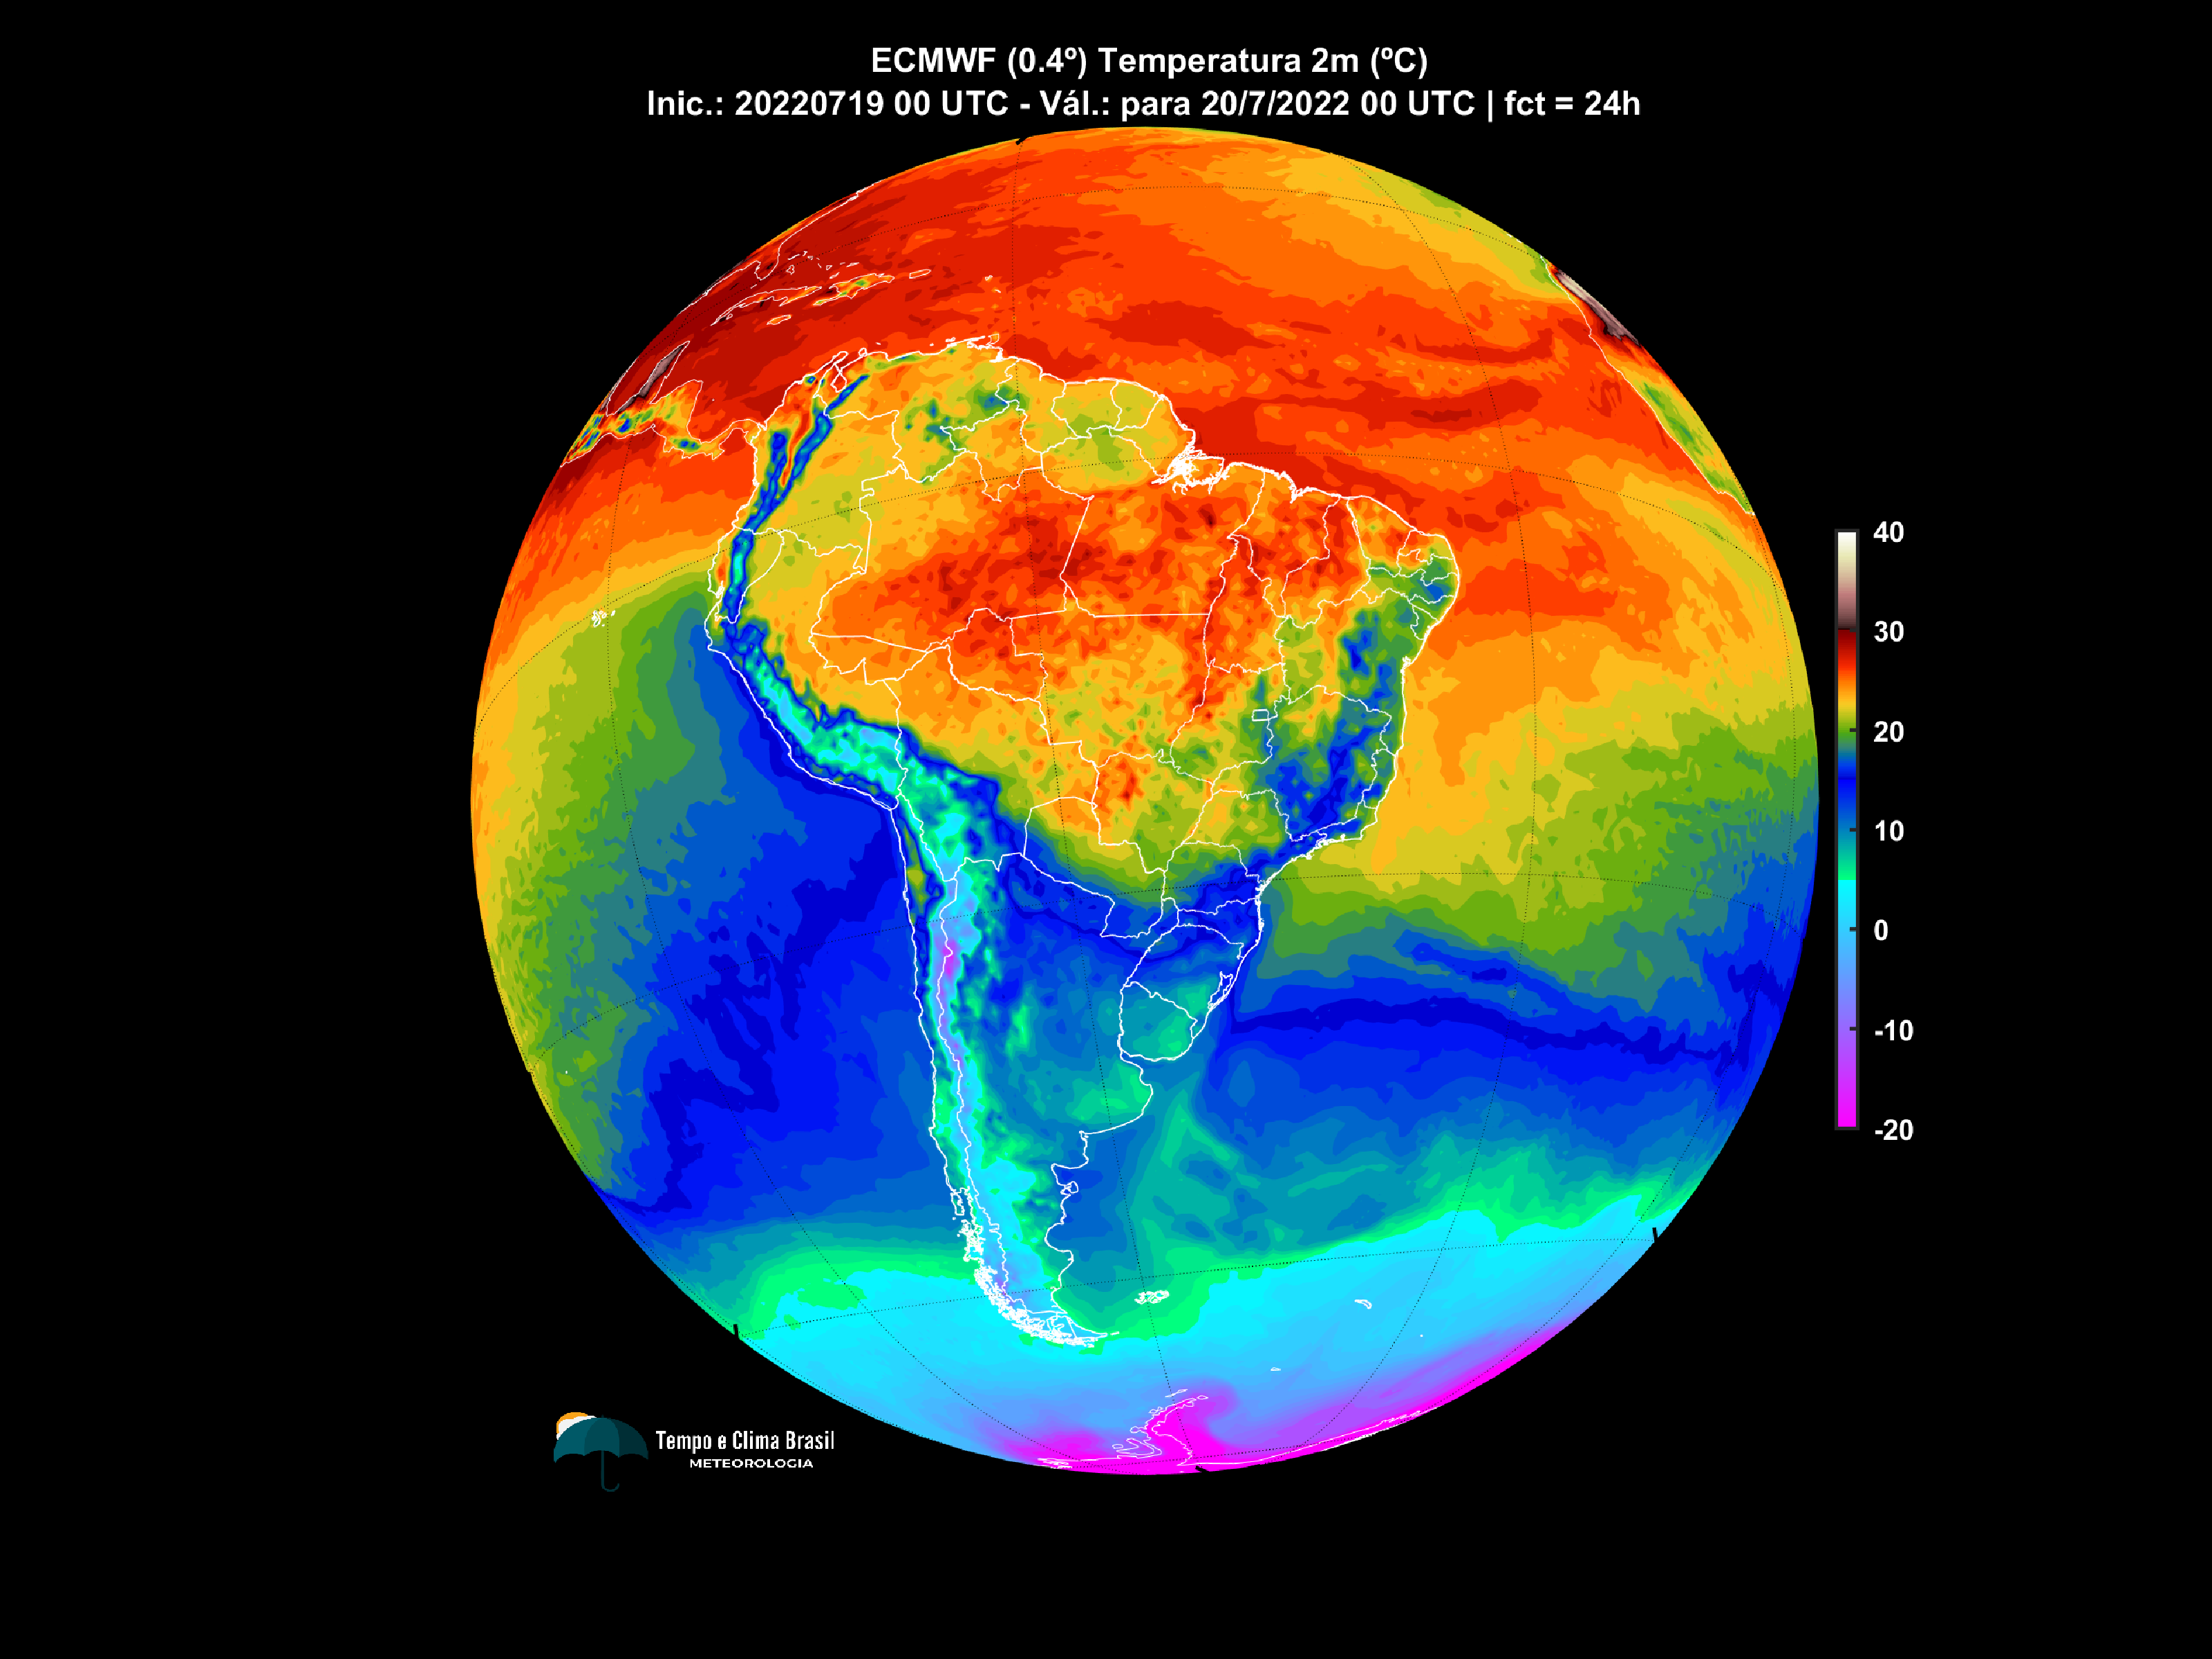 ECMWF (0.4º) Temperatura 2m (ºC)
Inic.: 20220719 00 UTC - Vál.: para 20/7/2022 00 UTC | fct = 24h
40
30
20
10
0
-10
-20
Tempo e Clima Brasil
METEOROLOGIA